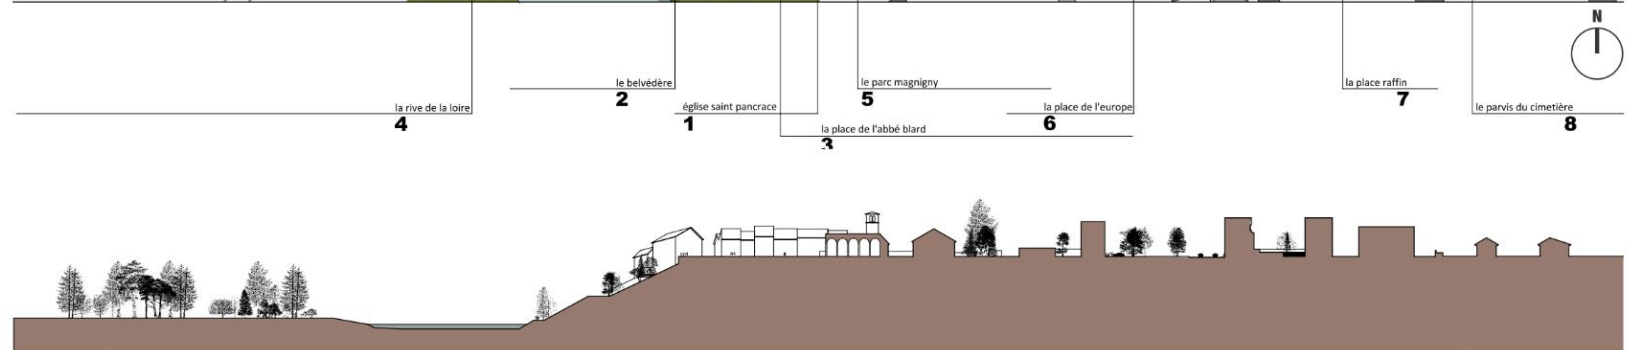 N
le belvédère
2
le parc magnigny
5
la place raffin
7
la rive de la loire
4
église saint pancrace
1
la place de l'europe
6
le parvis du cimetière
8
la place de l'abbé blard
3